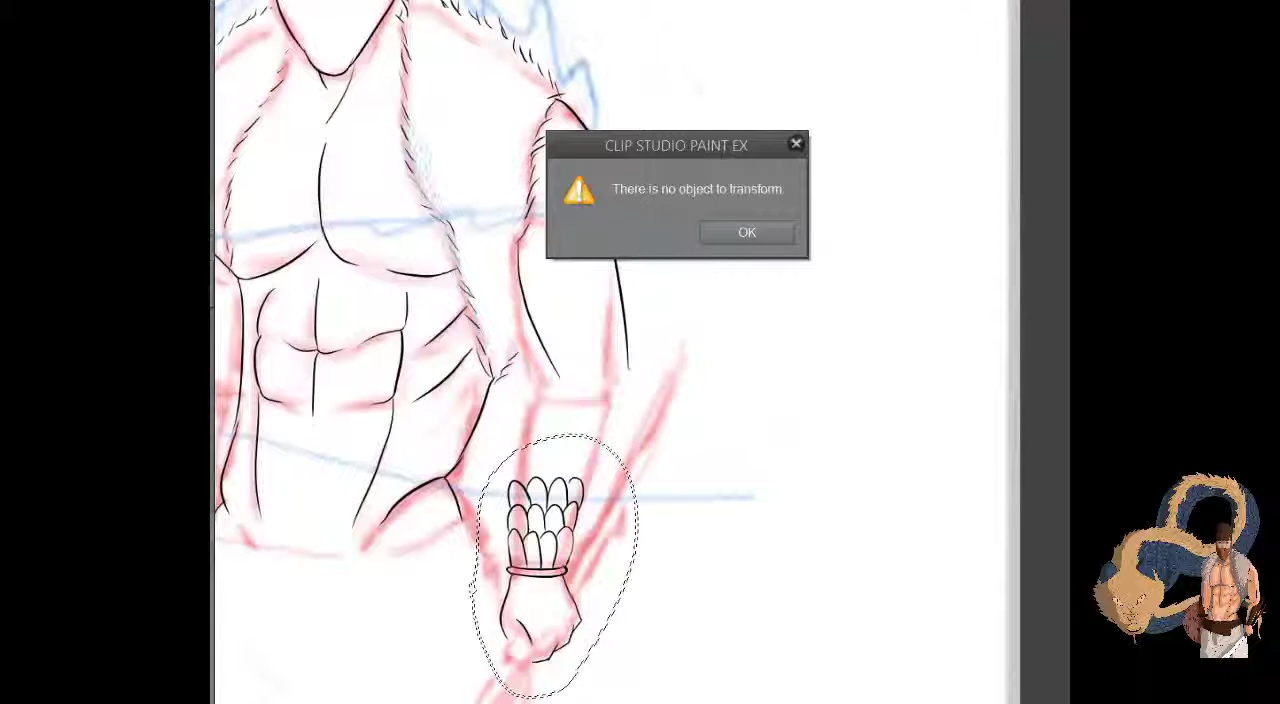 CLIP STUDIO PAINT EX
There is no object to transform.
OK